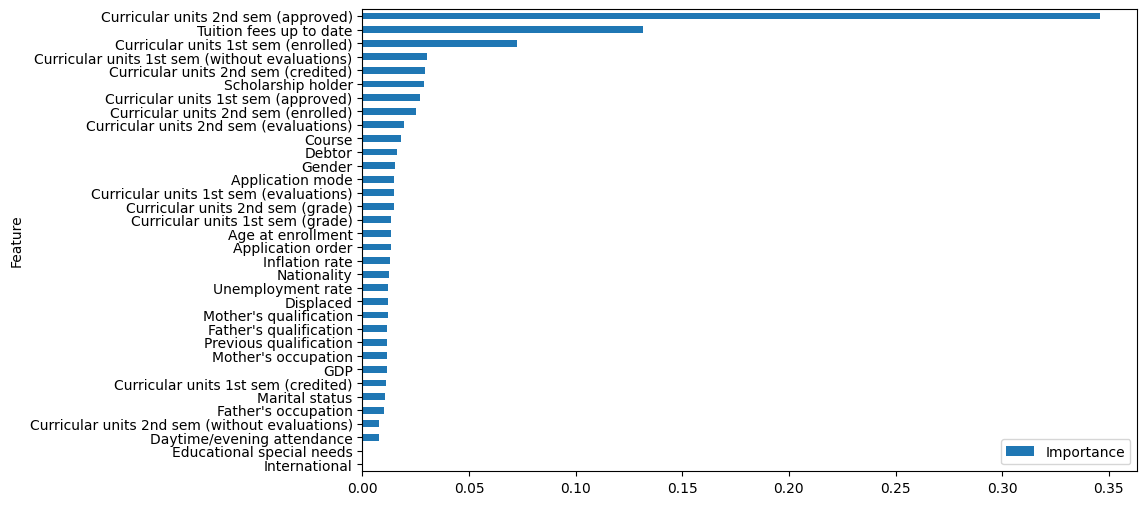 Feature
Curricular units 2nd sem (approved)
Tuition fees up to date
Curricular units 1st sem (enrolled)
Curricular units 1st sem (without evaluations)
Curricular units 2nd sem (credited)
Scholarship holder
Curricular units 1st sem (approved)
Curricular units 2nd sem (enrolled)
Curricular units 2nd sem (evaluations)
Course
Debtor
Gender
Application mode
Curricular units 1st sem (evaluations)
Curricular units 2nd sem (grade)
Curricular units 1st sem (grade)
Age at enrollment
Application order
Inflation rate
Nationality
Unemployment rate
Displaced
Mother's qualification
Father's qualification
Previous qualification
Mother's occupation
GDP
Curricular units 1st sem (credited)
Marital status
Father's occupation
Curricular units 2nd sem (without evaluations)
Daytime/evening attendance
Educational special needs
International
Importance
0.00 0.05 0.10 0.15 0.20 0.25 0.30 0.35